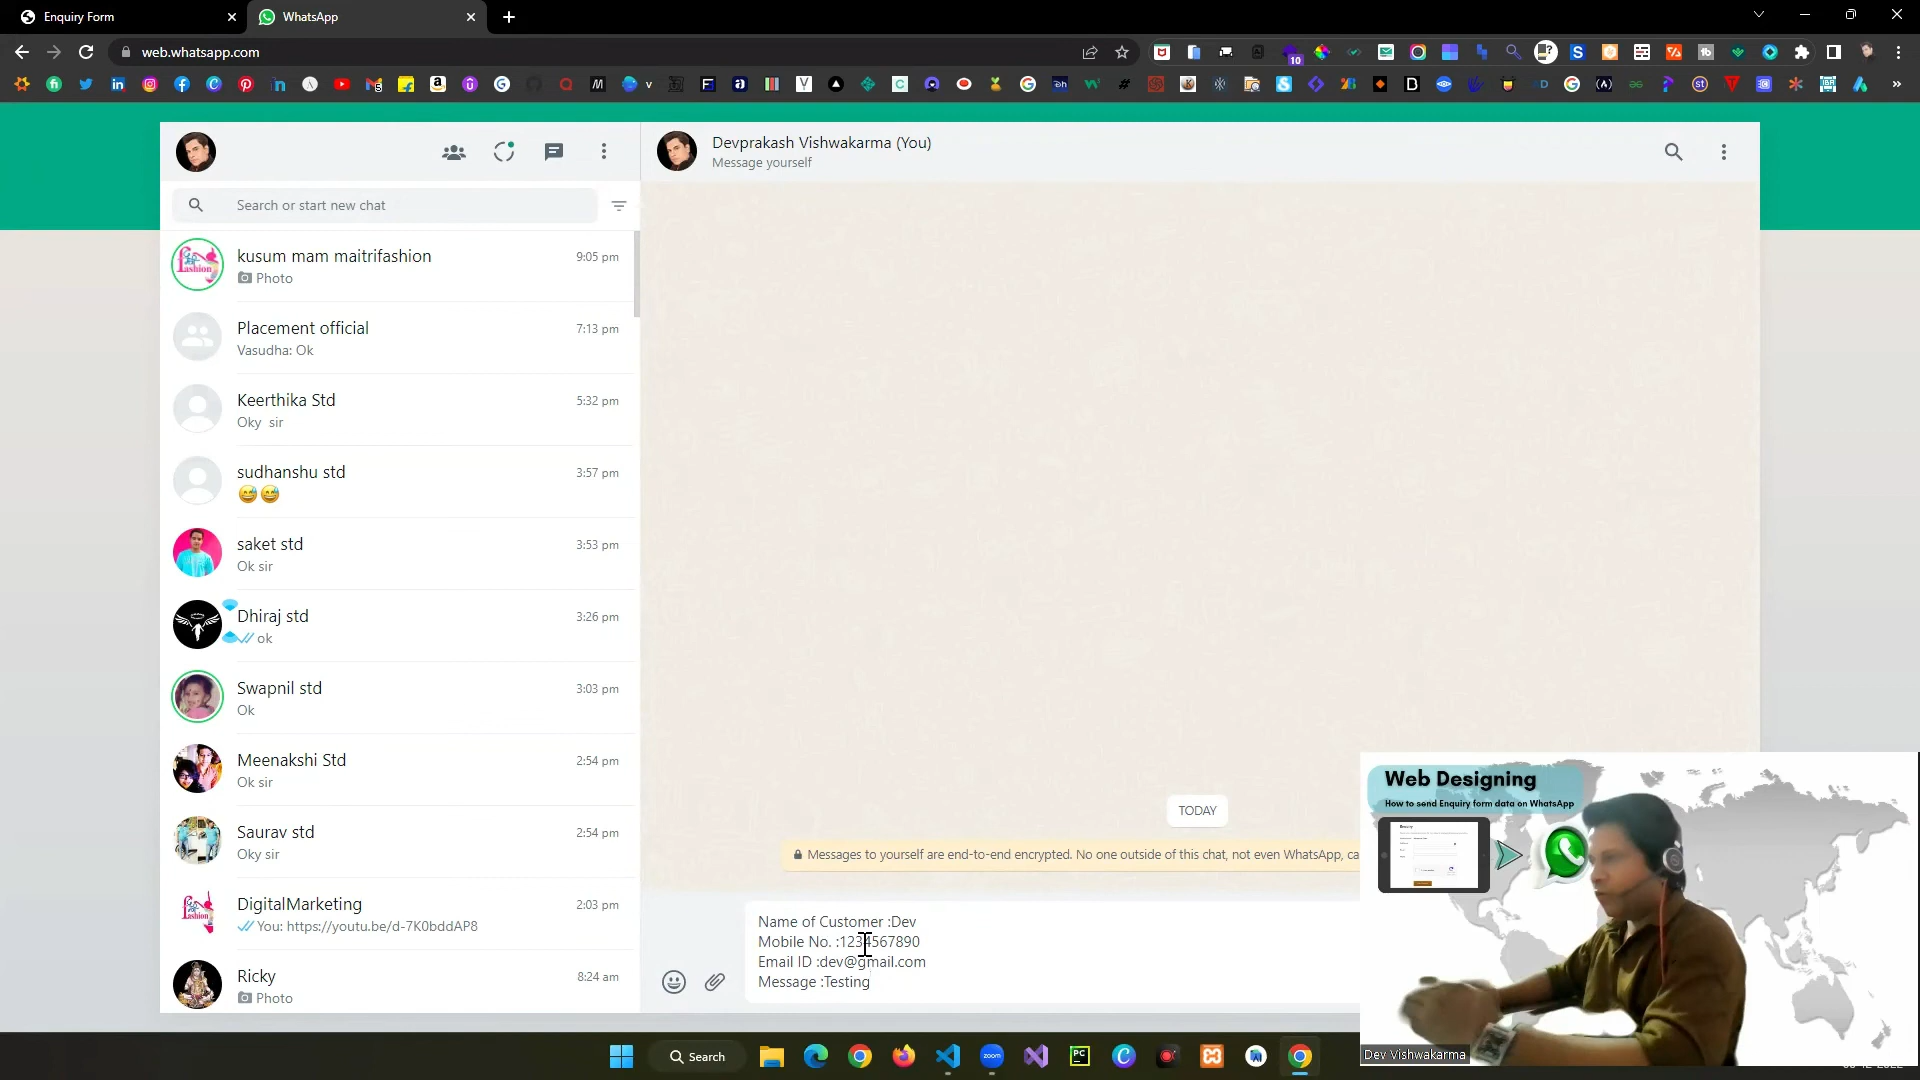 Enquiry Form
WhatsApp
web.whatsapp.com
10
Devprakash Vishwakarma (You)
Message yourself
Search or start new chat
kusum mam maitrifashion
9:05 pm
Photo
Placement official
7:13 pm
Vasudha: Ok
Keerthika Std
5:32 pm
Oky sir
sudhanshu std
3:57 pm
saket std
3:53 pm
Ok sir
Dhiraj std
3:26 pm
ok
Swapnil std
3:03 pm
Ok
Meenakshi Std
2:54 pm
Ok sir
Saurav std
2:54 pm
Oky sir
DigitalMarketing
2:03 pm
You: https://youtu.be/d-7K0bddAP8
Ricky
8:24 am
Photo
TODAY
Messages to yourself are end-to-end encrypted. No one outside of this chat, not even WhatsApp, ca
Name of Customer :Dev
Mobile No. :1234567890
Email ID :dev@gmail.com
Message :Testing
Web Designing
How to send Enquiry form data on WhatsApp
Dev Vishwakarma
Search
zoom
PC